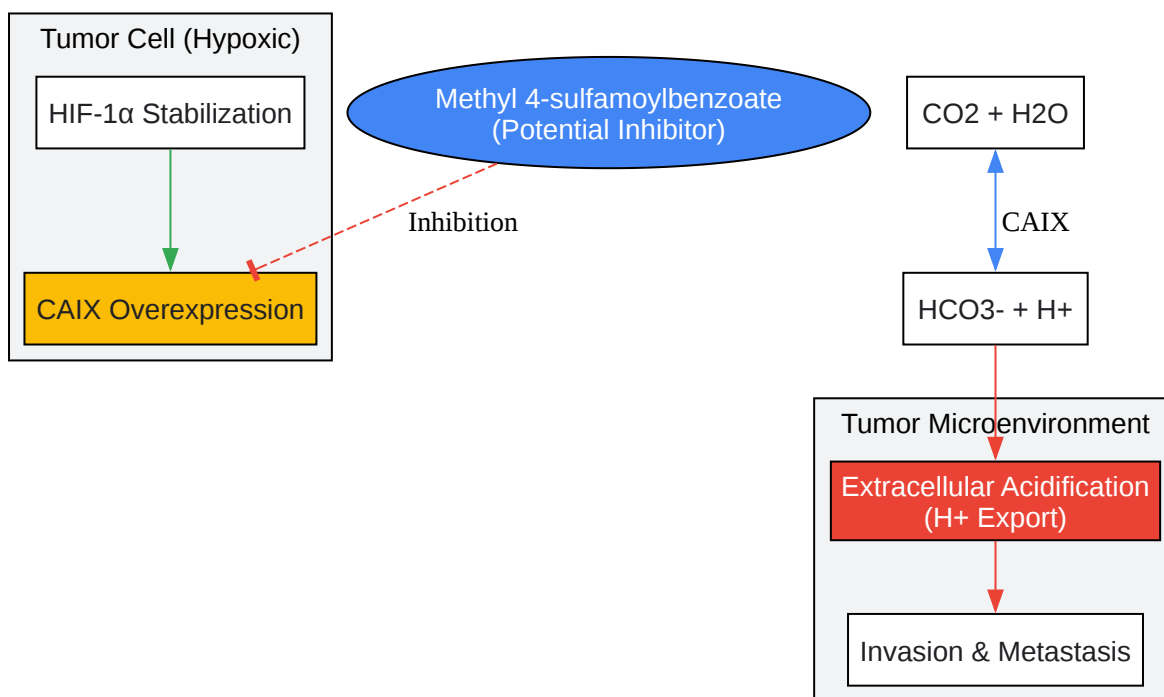 Tumor Cell (Hypoxic)
HIF-1α Stabilization
CAIX Overexpression
Methyl 4-sulfamoylbenzoate
(Potential Inhibitor)
Inhibition
CO2 + H2O
CAIX
HCO3- + H+
Tumor Microenvironment
Extracellular Acidification
(H+ Export)
Invasion & Metastasis